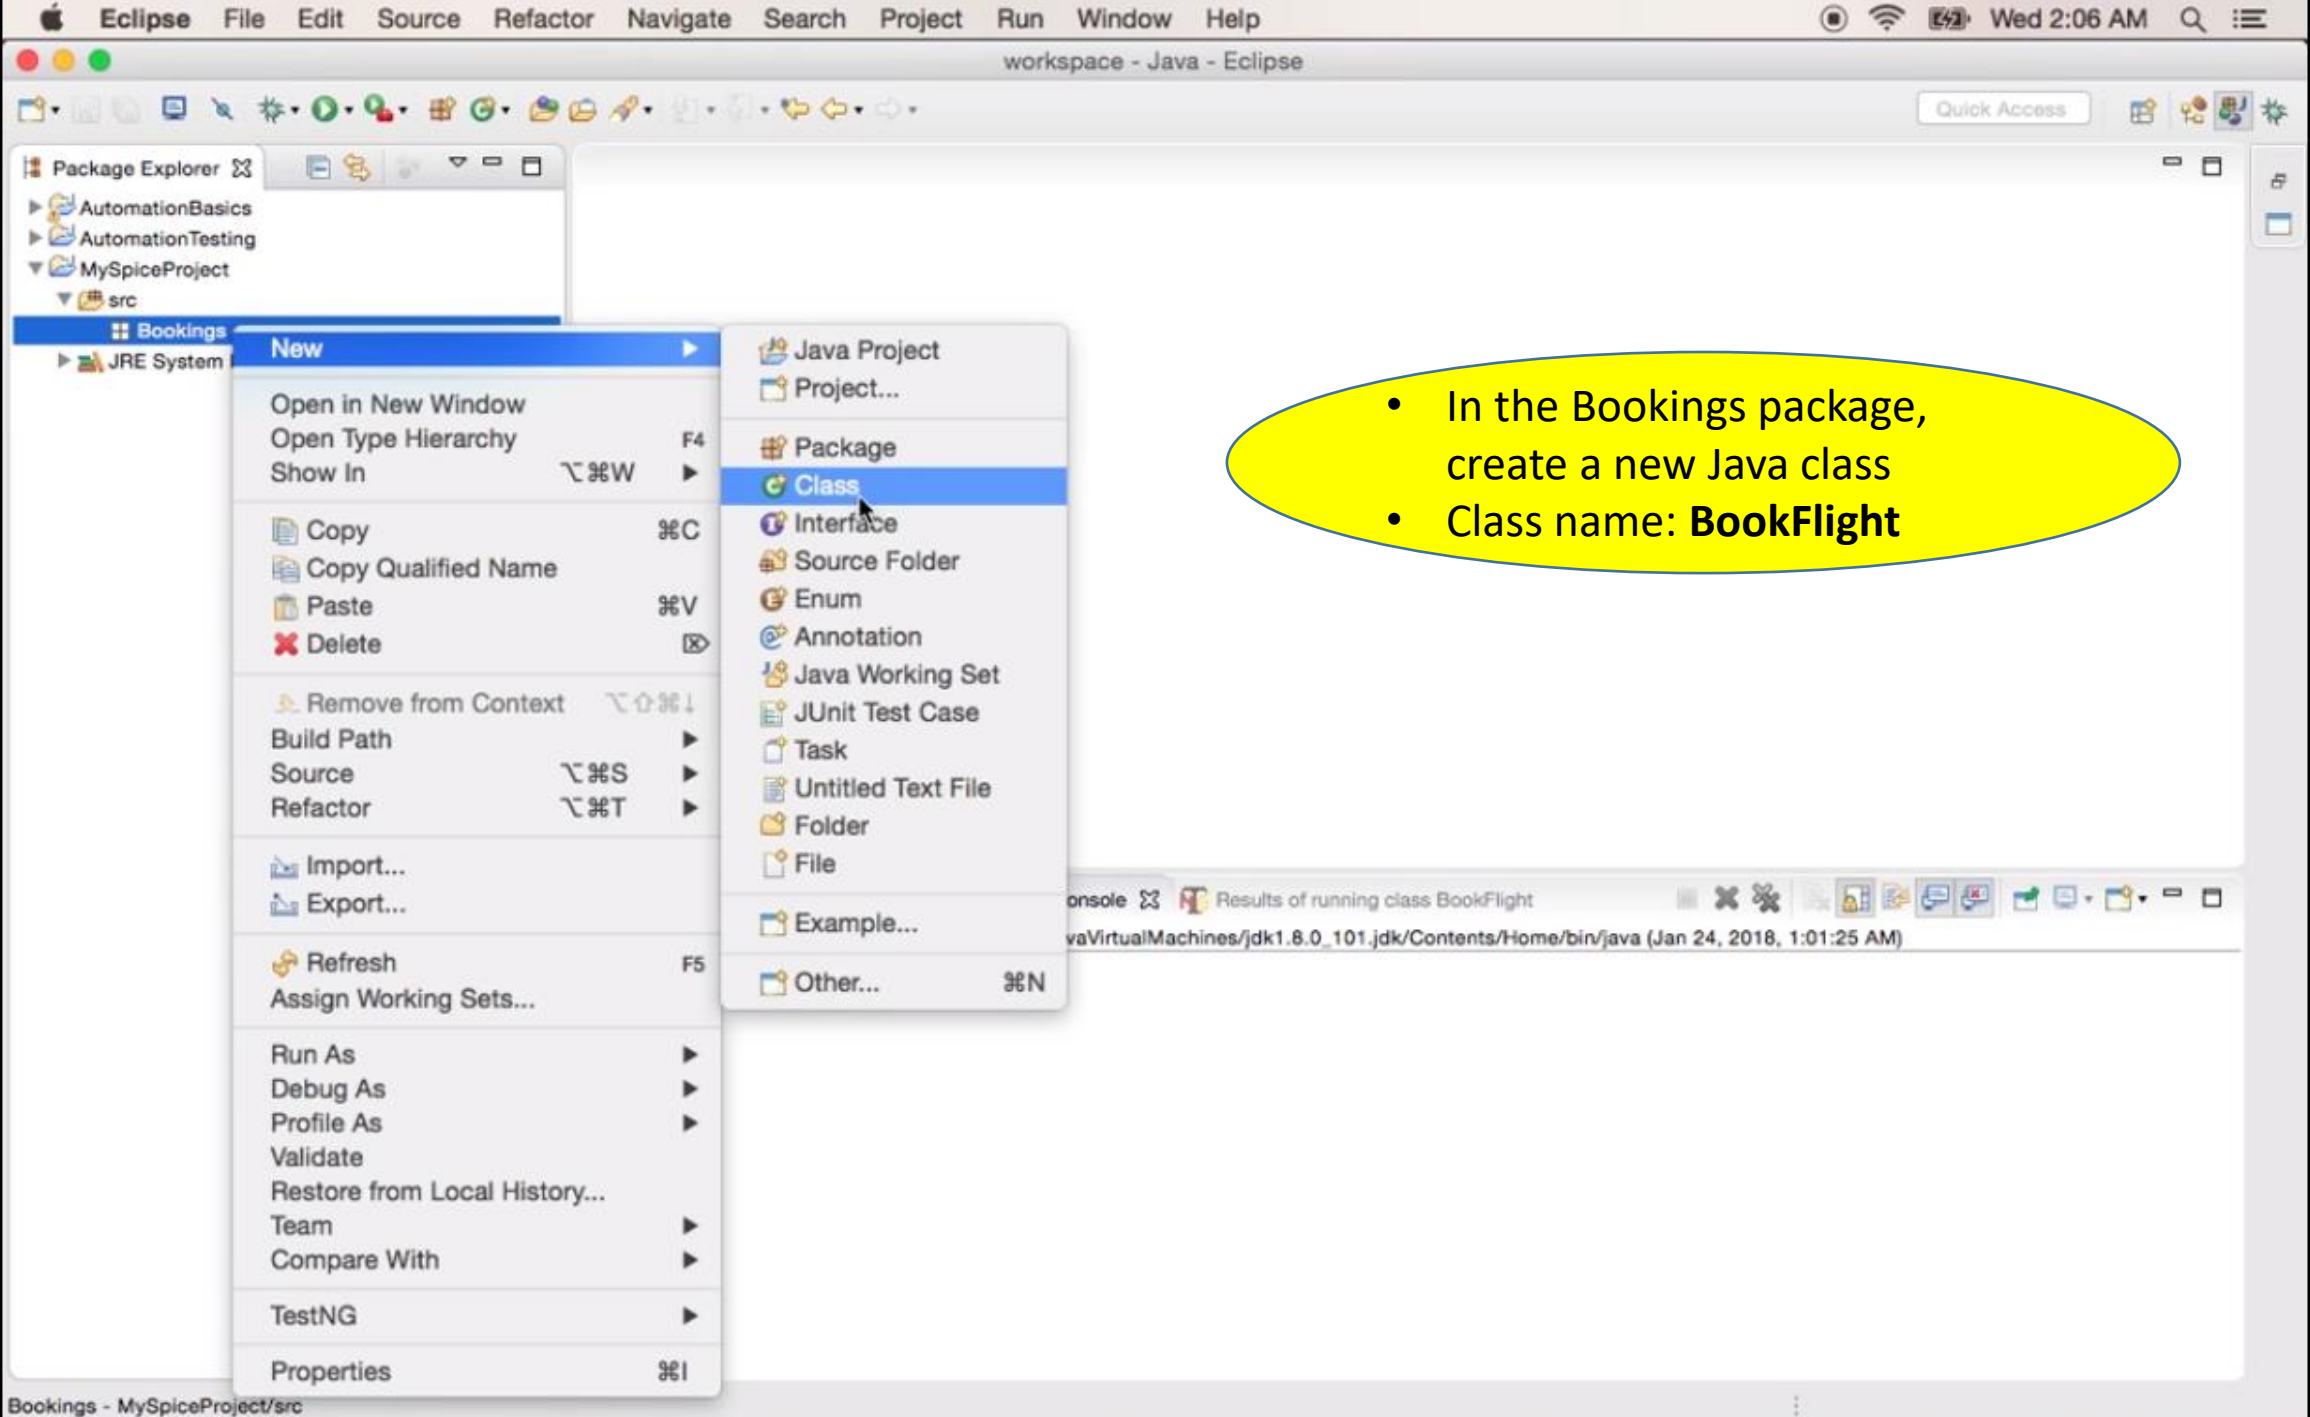 Eclipse File Edit Source Refactor Navigate Search Project Run Window Help Wed 2:06 AM
workspace - Java - Eclipse
Quick Access
Package Explorer
AutomationBasics
AutomationTesting
MySpiceProject
src
Bookings
JRE System
New
Open in New Window
Open Type Hierarchy F4
Show In ⌥⌘W
Copy ⌘C
Copy Qualified Name
Paste ⌘V
Delete ⌦
Remove from Context ⌥⇧⌘↓
Build Path
Source ⌥⌘S
Refactor ⌥⌘T
Import...
Export...
Refresh F5
Assign Working Sets...
Run As
Debug As
Profile As
Validate
Restore from Local History...
Team
Compare With
TestNG
Properties ⌘I
Java Project
Project...
Package
Class
Interface
Source Folder
Enum
Annotation
Java Working Set
JUnit Test Case
Task
Untitled Text File
Folder
File
Example...
Other... ⌘N
• In the Bookings package,
create a new Java class
• Class name: BookFlight
onsole Results of running class BookFlight
vaVirtualMachines/jdk1.8.0_101.jdk/Contents/Home/bin/java (Jan 24, 2018, 1:01:25 AM)
Bookings - MySpiceProject/src